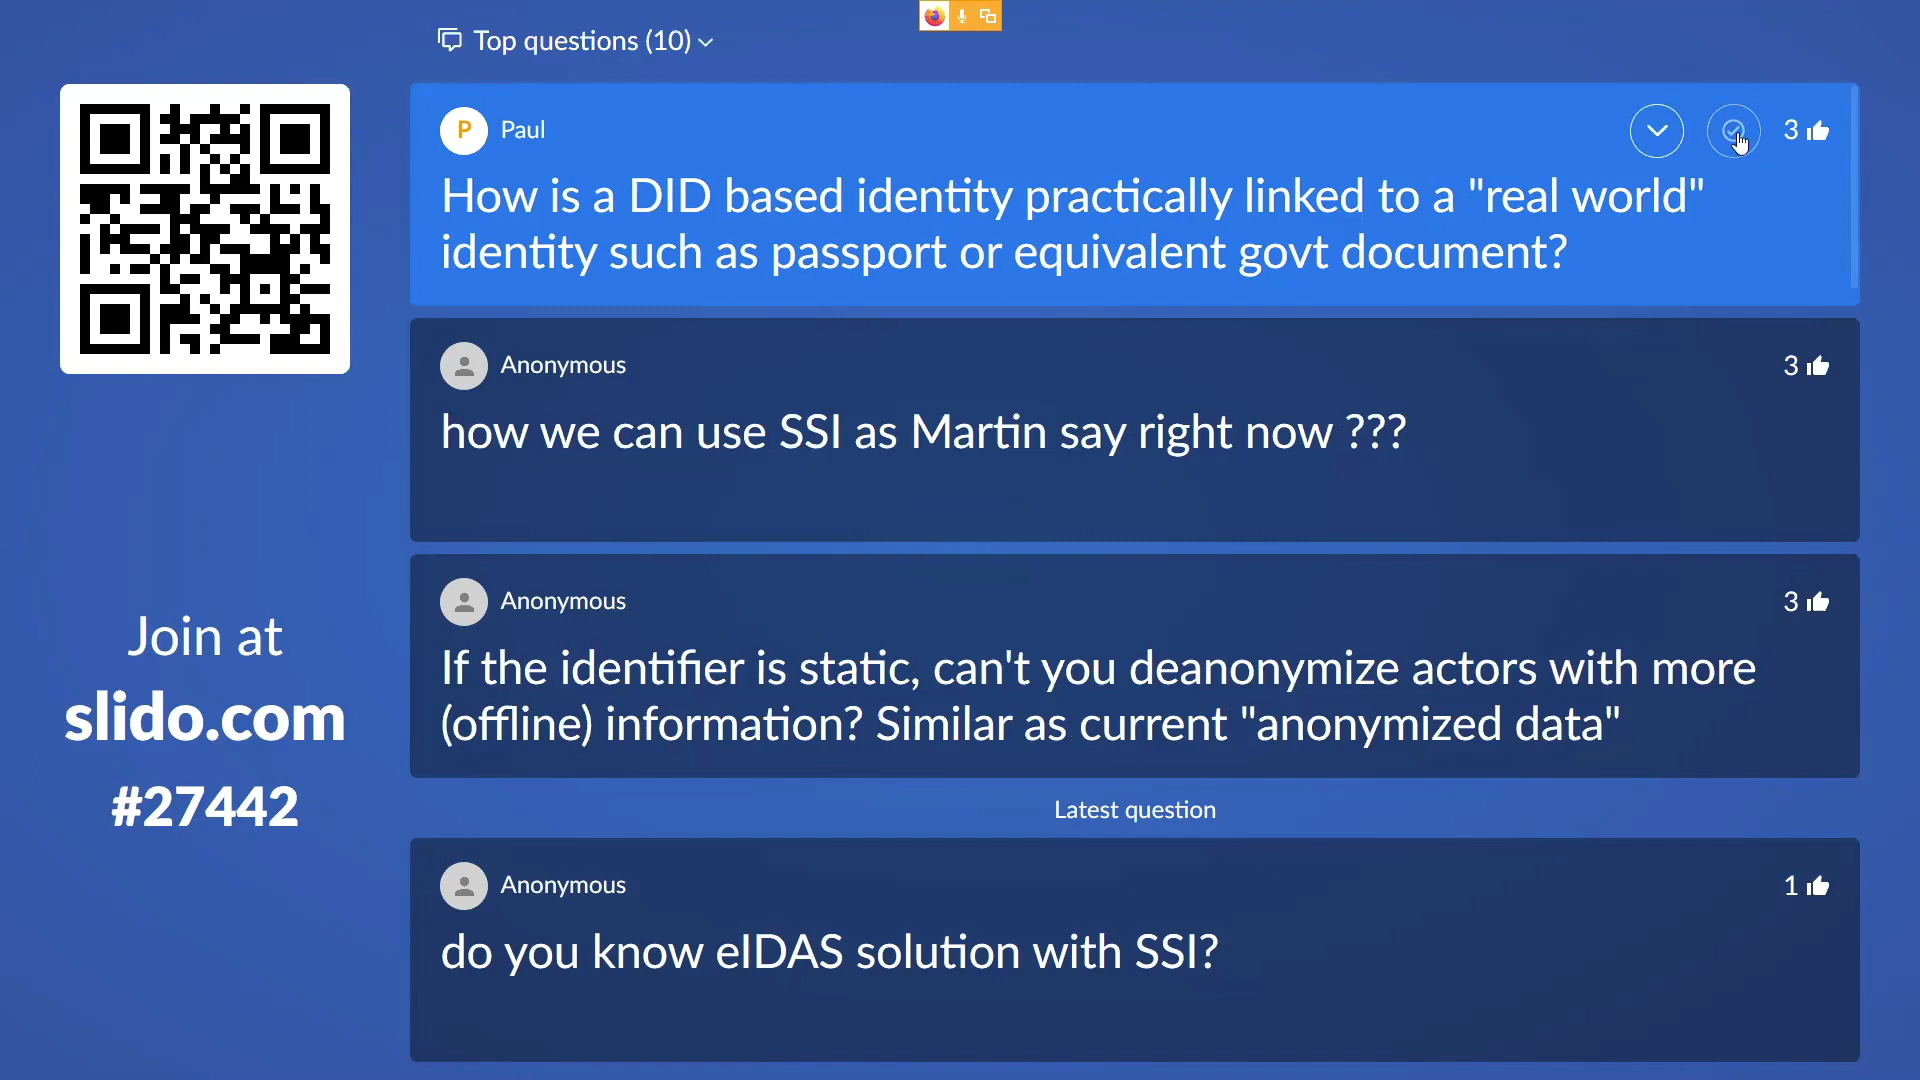 Top questions (10)
P
Paul
3
How is a DID based identity practically linked to a "real world"
identity such as passport or equivalent govt document?
Anonymous
3
how we can use SSI as Martin say right now ???
Anonymous
3
If the identifier is static, can't you deanonymize actors with more
(offline) information? Similar as current "anonymized data"
Latest question
Anonymous
1
do you know eIDAS solution with SSI?
Join at
slido.com
#27442